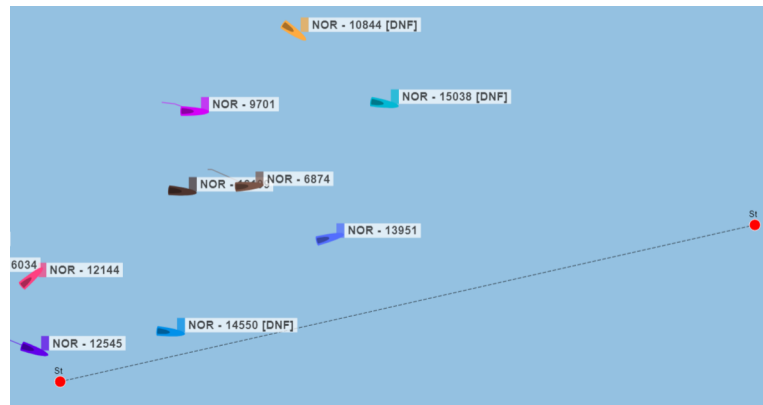 NOR - 10844 [DNF]
NOR - 15038 [DNF]
NOR - 9701
NOR - 6874
NOR -
St
NOR - 13951
6034
NOR - 12144
NOR - 14550 [DNF]
NOR - 12545
St